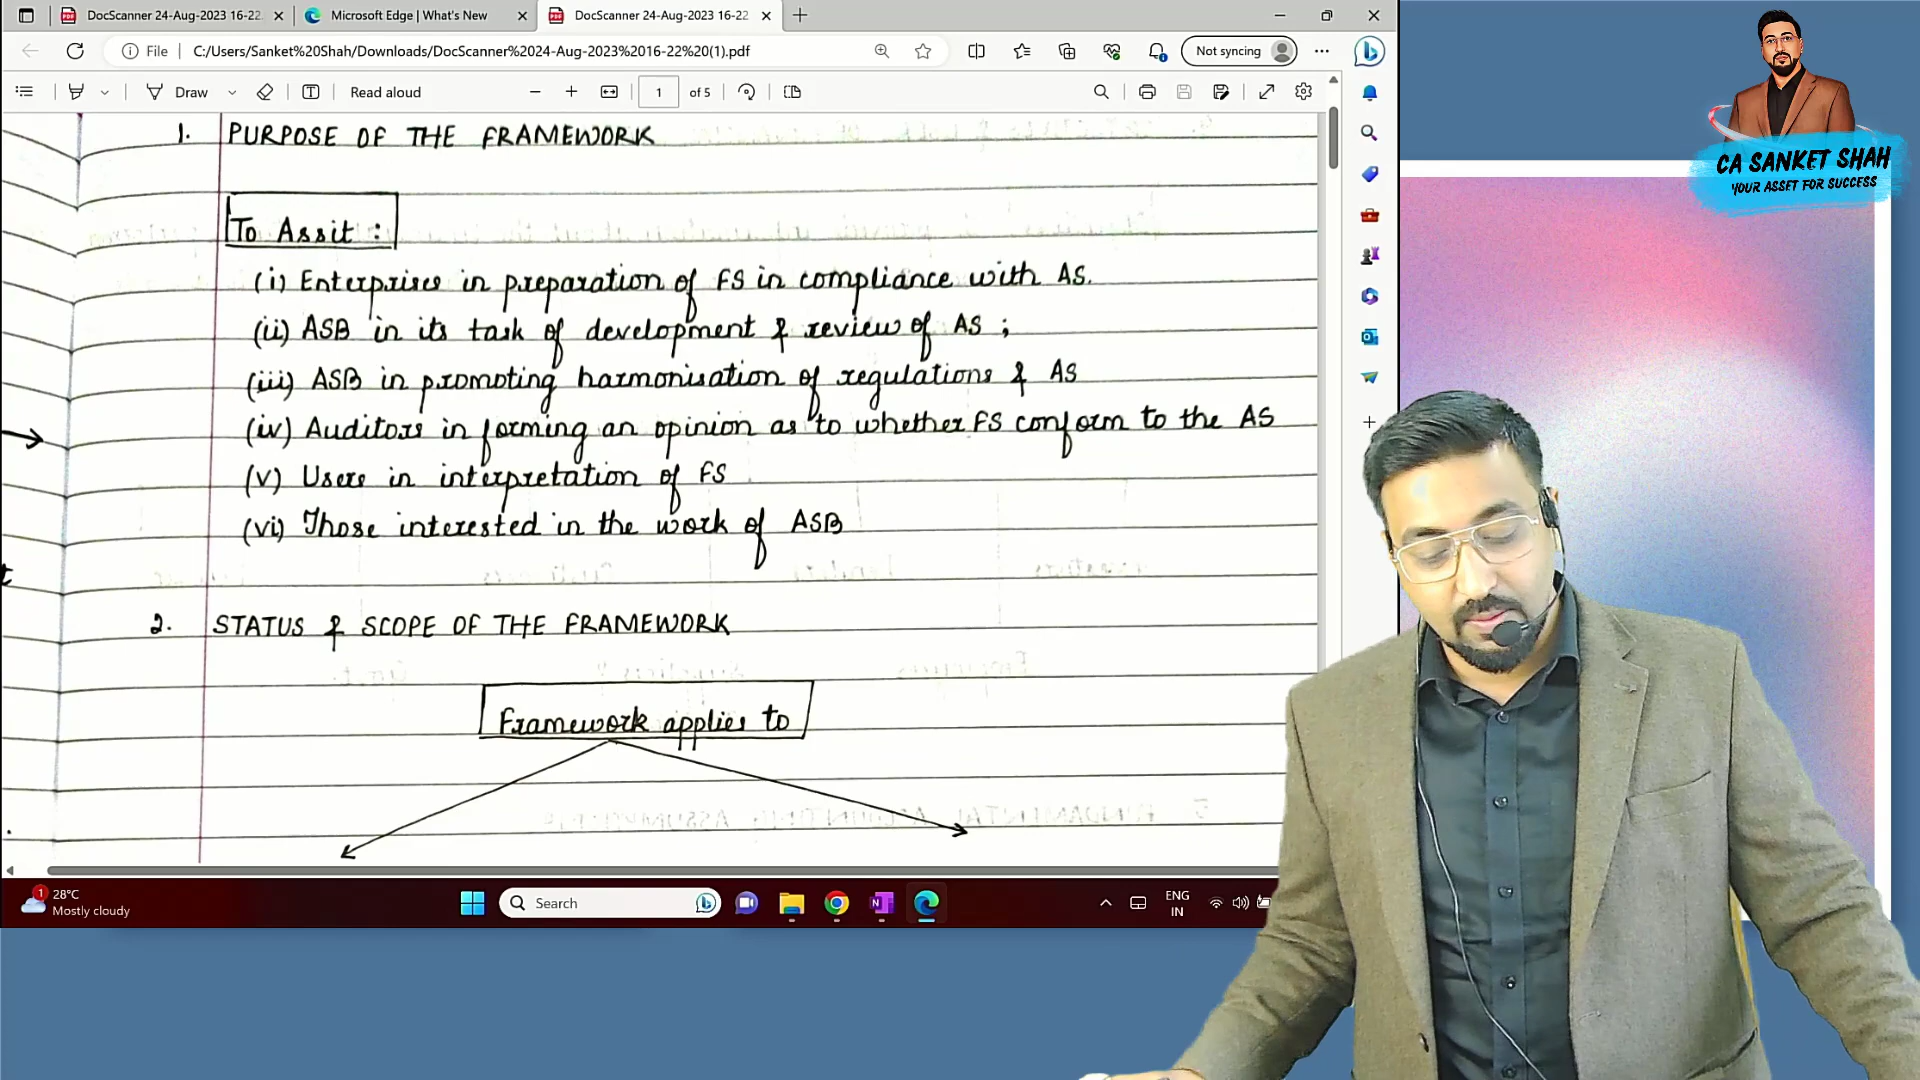 DocScanner 24-Aug-2023 16-22
Microsoft Edge | What's New
DocScanner 24-Aug-2023 16-22
File
C:/Users/Sanket%20Shah/Downloads/DocScanner%2024-Aug-2023%2016-22%20(1).pdf
Not syncing
Draw
Read aloud
1
of 5
CA SANKET SHAH
YOUR ASSET FOR SUCCESS
1. PURPOSE OF THE FRAMEWORK
To Assit :
(i) Enterprises in preparation of FS in compliance with AS.
(ii) ASB in its task of development & review of AS ;
(iii) ASB in promoting harmonisation of regulations & AS
(iv) Auditors in forming an opinion as to whether FS conform to the AS
(v) Users in interpretation of FS
(vi) Those interested in the work of ASB
2. STATUS & SCOPE OF THE FRAMEWORK
Framework applies to
1
28°C
Mostly cloudy
Search
ENG
IN